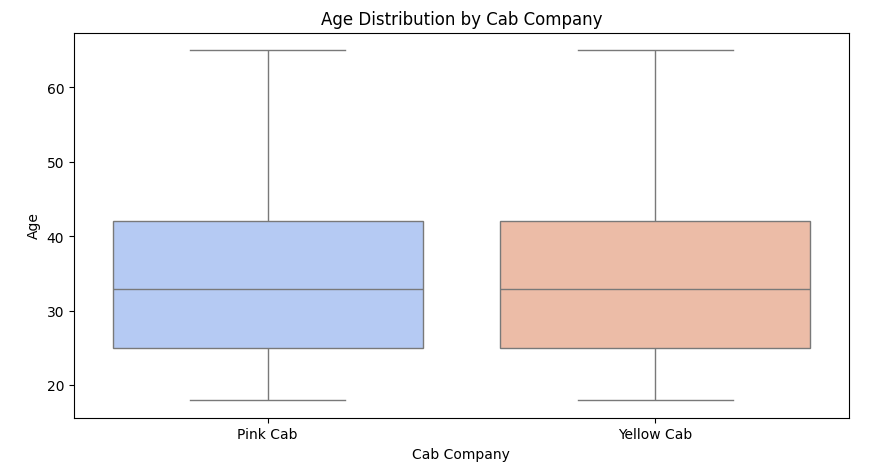 Age Distribution by Cab Company
60
50
40
30
20
Age
Pink Cab
Yellow Cab
Cab Company